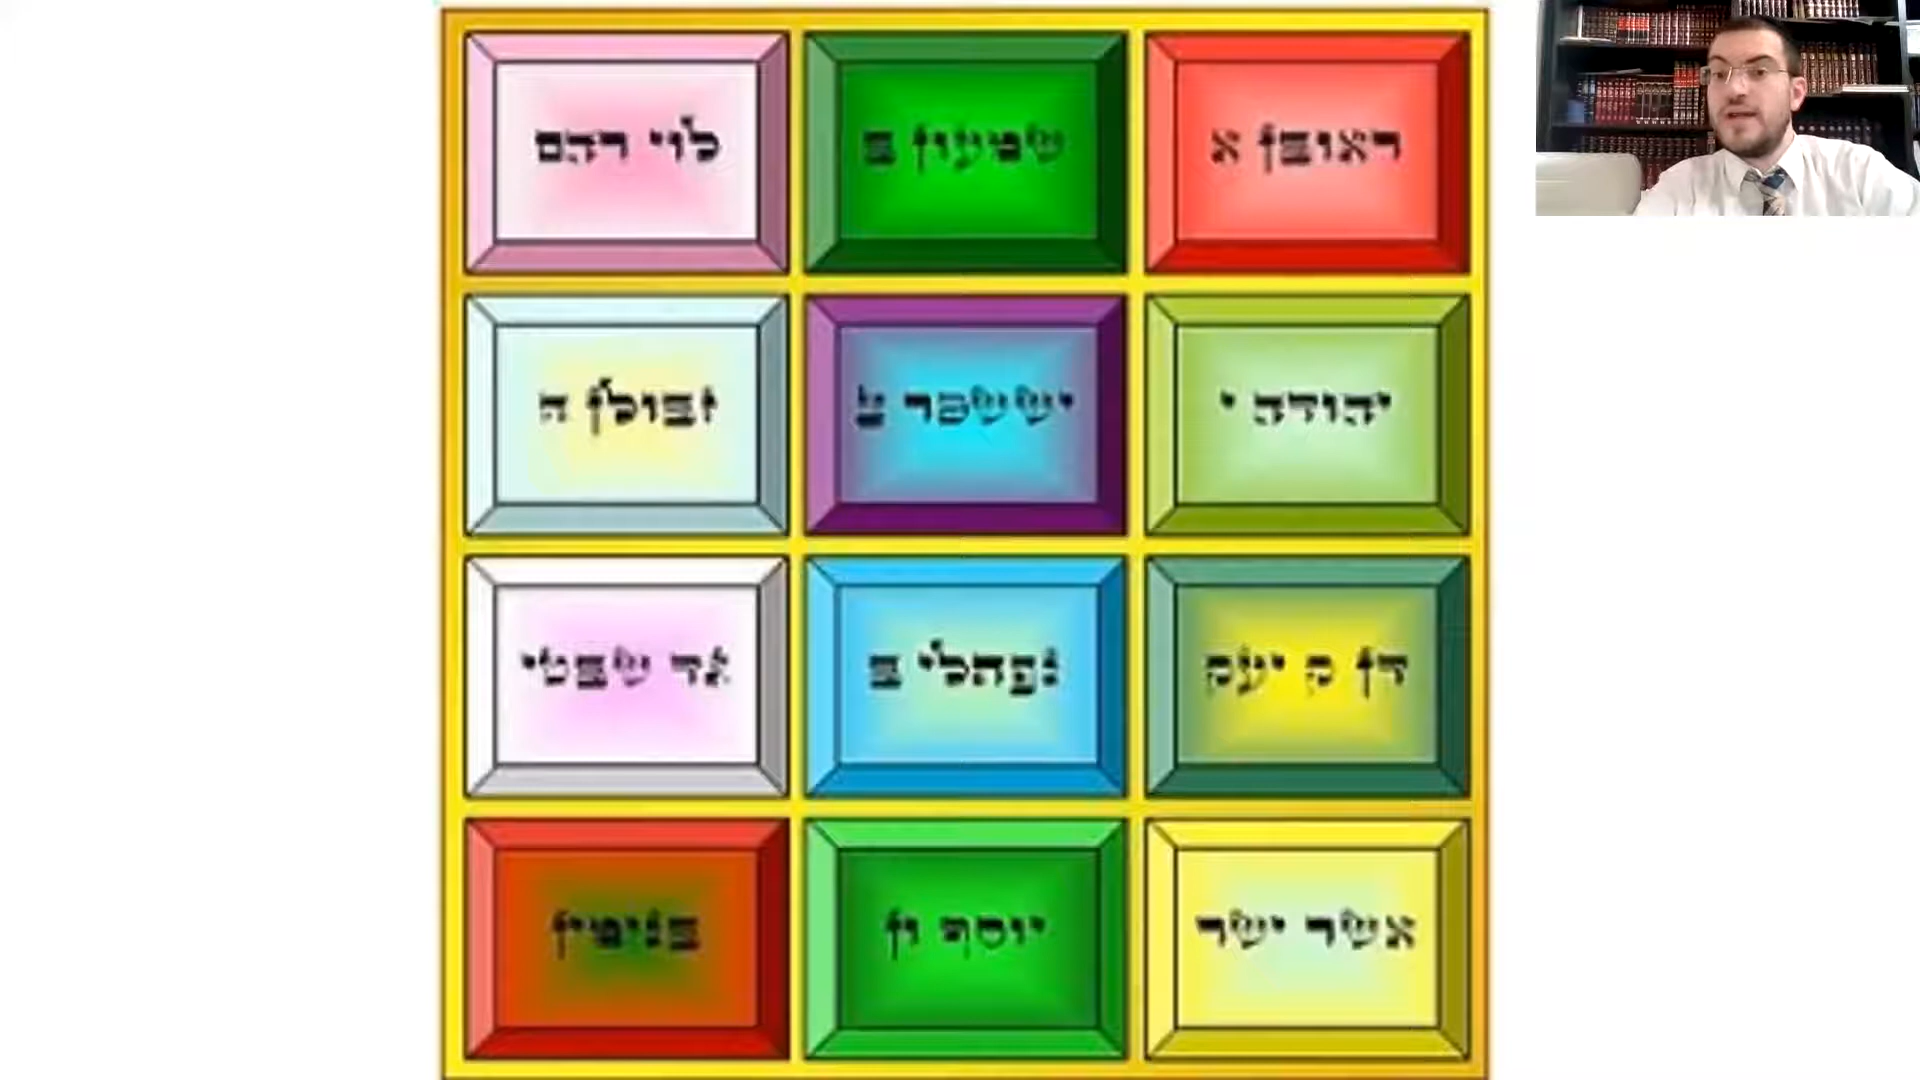 ראובן א
שמעון ב
לוי רהם
יהודה י
יששכר צ
זבולן ה
דן ק יעק
נפתלי ב
גד שבטי
אשר ישר
יוסף ון
בנימין